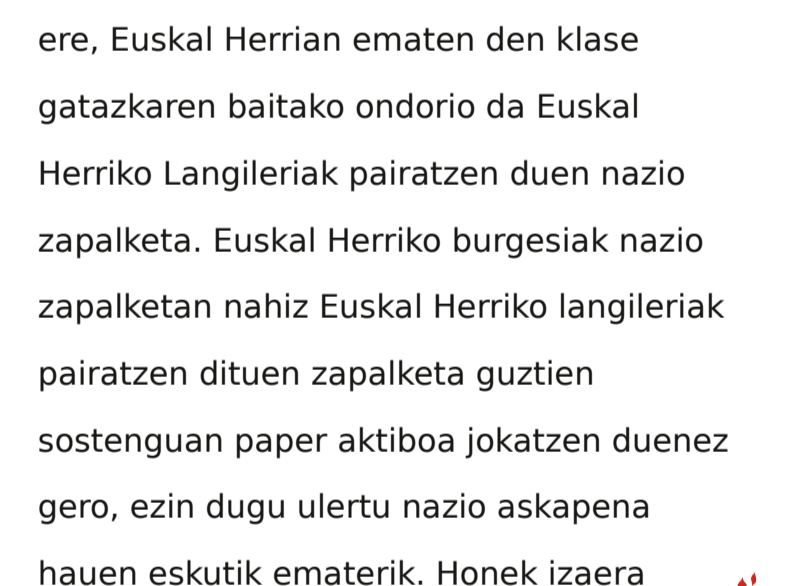 ere, Euskal Herrian ematen den klase
gatazkaren baitako ondorio da Euskal
Herriko Langileriak pairatzen duen nazio
zapalketa. Euskal Herriko burgesiak nazio
zapalketan nahiz Euskal Herriko langileriak
pairatzen dituen zapalketa guztien
sostenguan paper aktiboa jokatzen duenez
gero, ezin dugu ulertu nazio askapena
hauen eskutik ematerik. Honek izaera